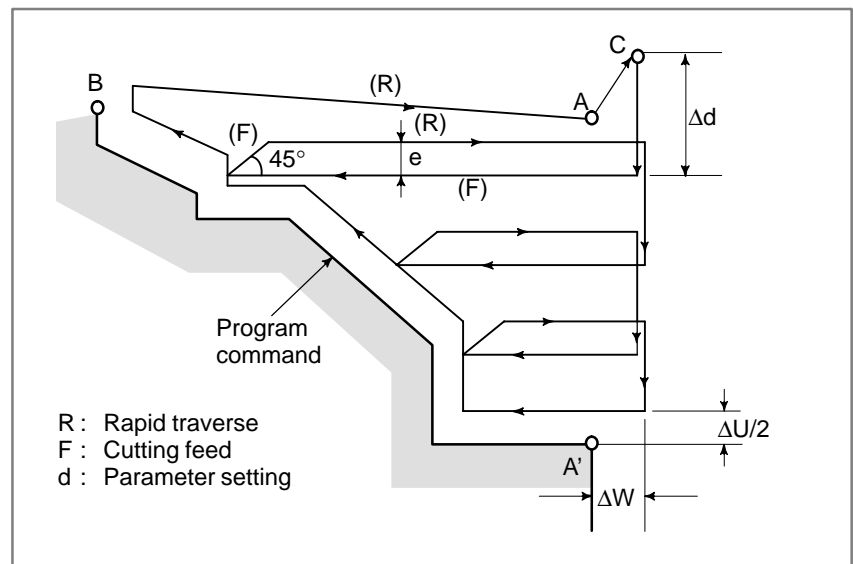 C
B
(R)
A
(R)
Δd
(F)
45°
e
(F)
Program
command
R : Rapid traverse
F : Cutting feed
d : Parameter setting
ΔU/2
A’
ΔW